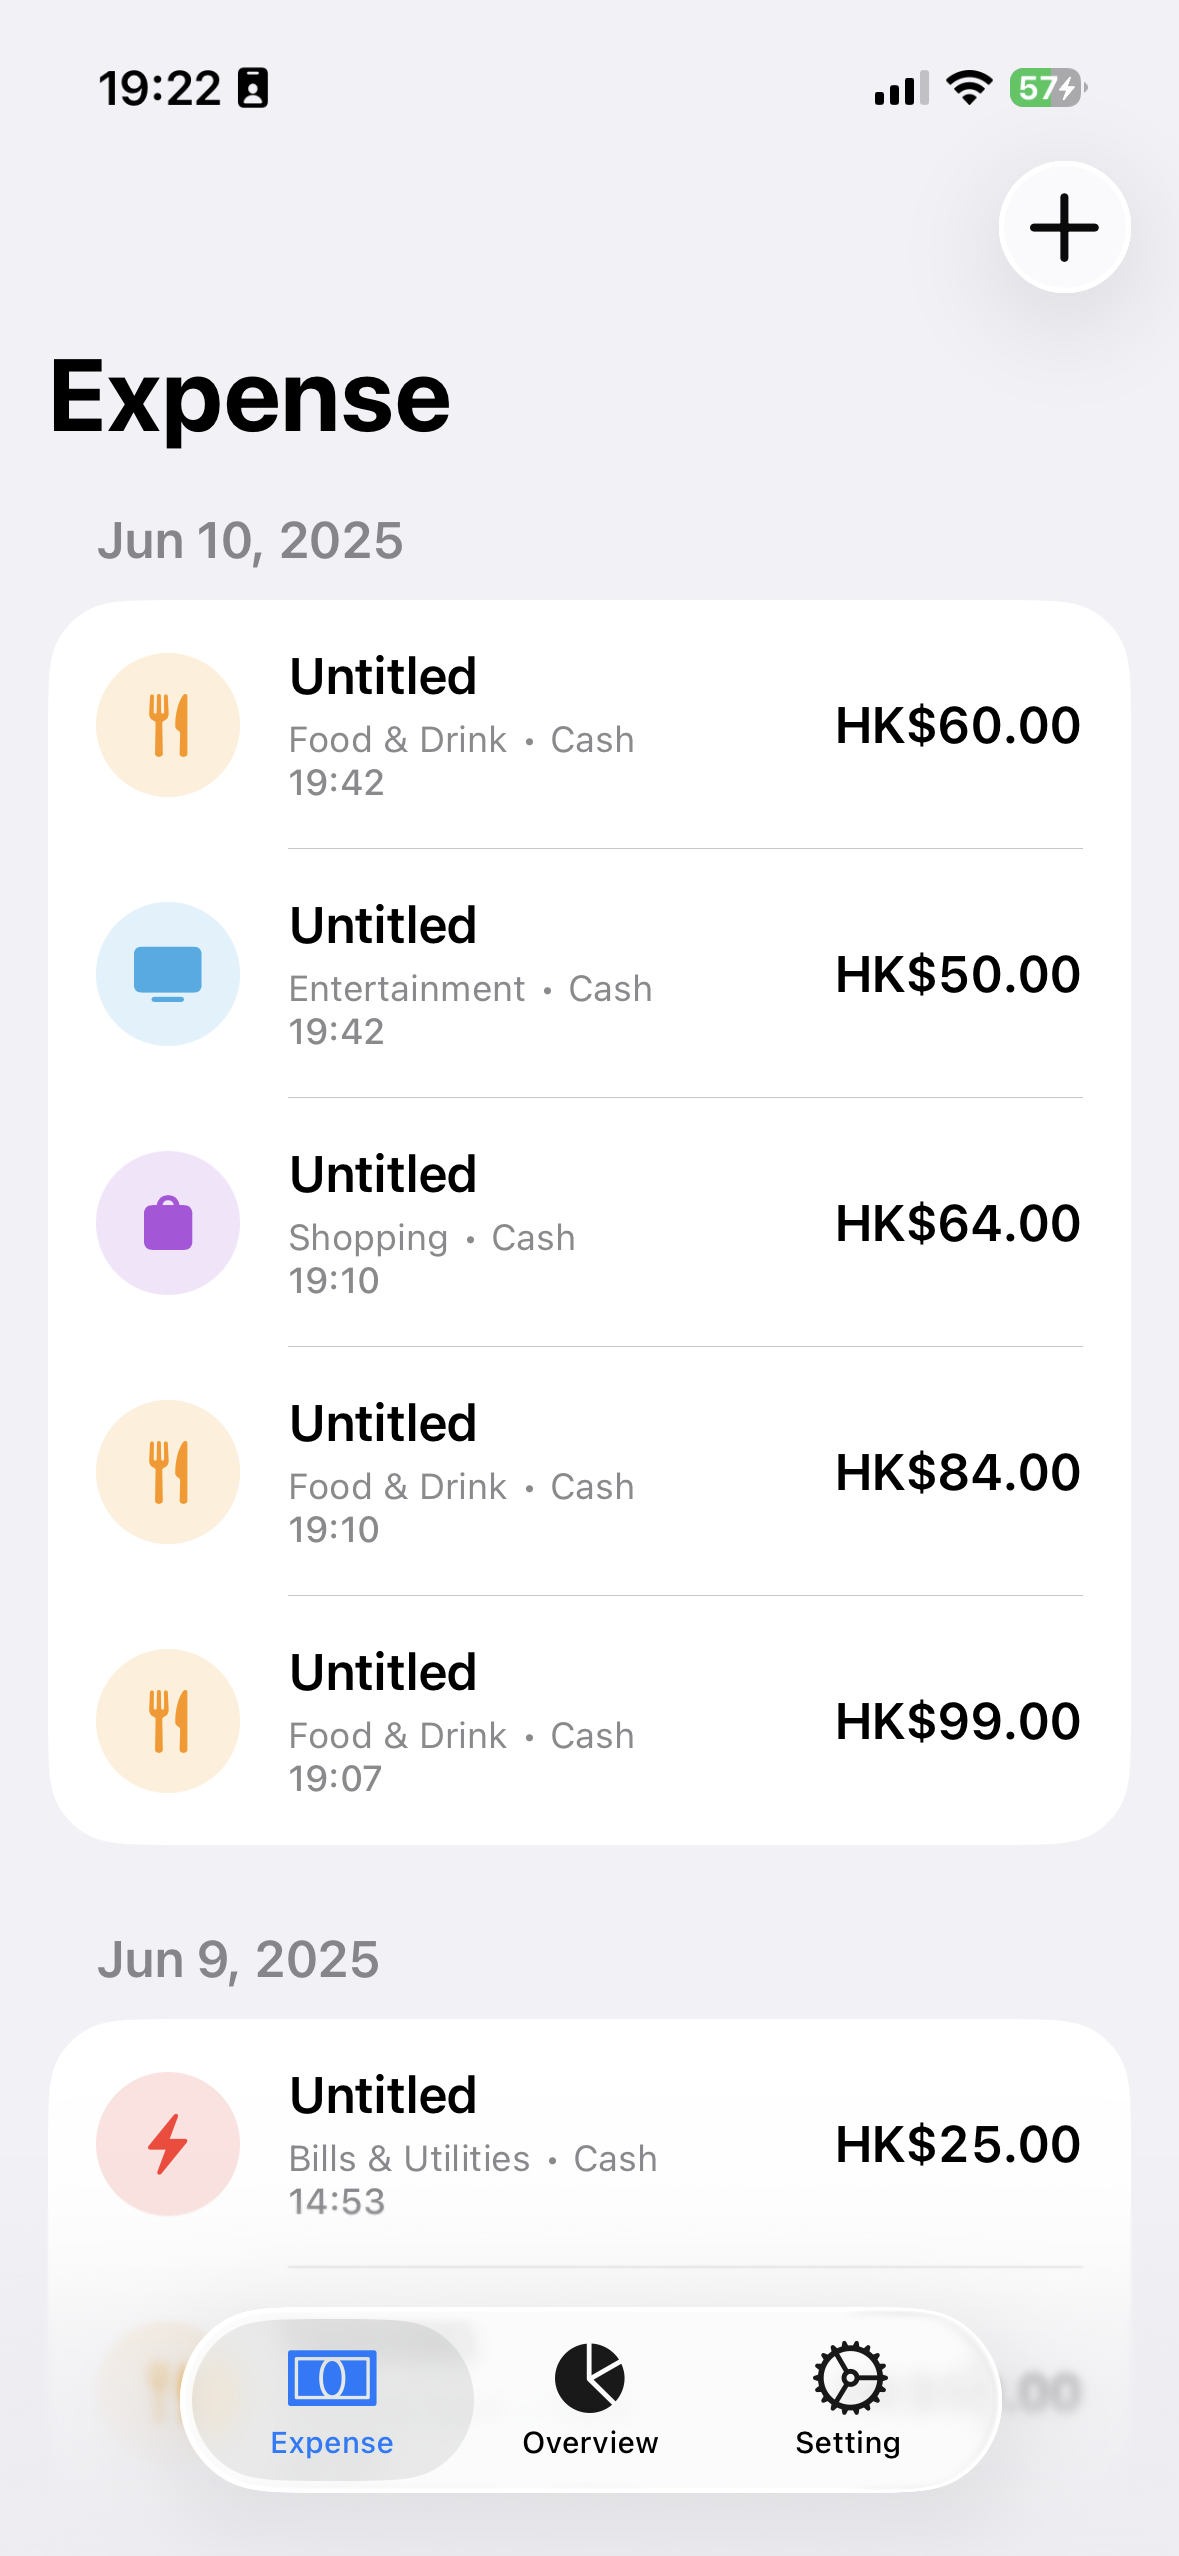 19:22
57
Expense
Jun 10, 2025
Untitled
Food & Drink • Cash
19:42
HK$60.00
Untitled
Entertainment • Cash
19:42
HK$50.00
Untitled
Shopping • Cash
19:10
HK$64.00
Untitled
Food & Drink • Cash
19:10
HK$84.00
Untitled
Food & Drink • Cash
19:07
HK$99.00
Jun 9, 2025
Untitled
Bills & Utilities • Cash
14:53
HK$25.00
.00
Expense
Overview
Setting